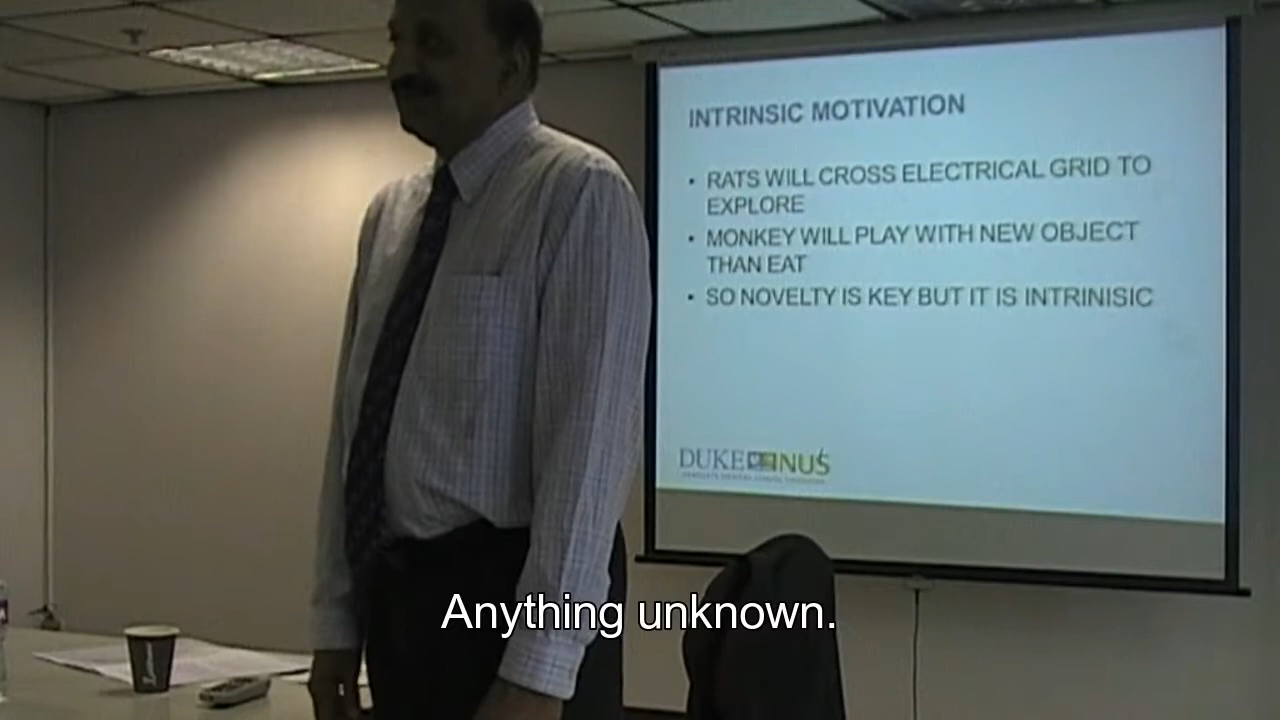 INTRINSIC MOTIVATION
• RATS WILL CROSS ELECTRICAL GRID TO
EXPLORE
• MONKEY WILL PLAY WITH NEW OBJECT
THAN EAT
• SO NOVELTY IS KEY BUT IT IS INTRINISIC
DUKE NUS
Anything unknown.